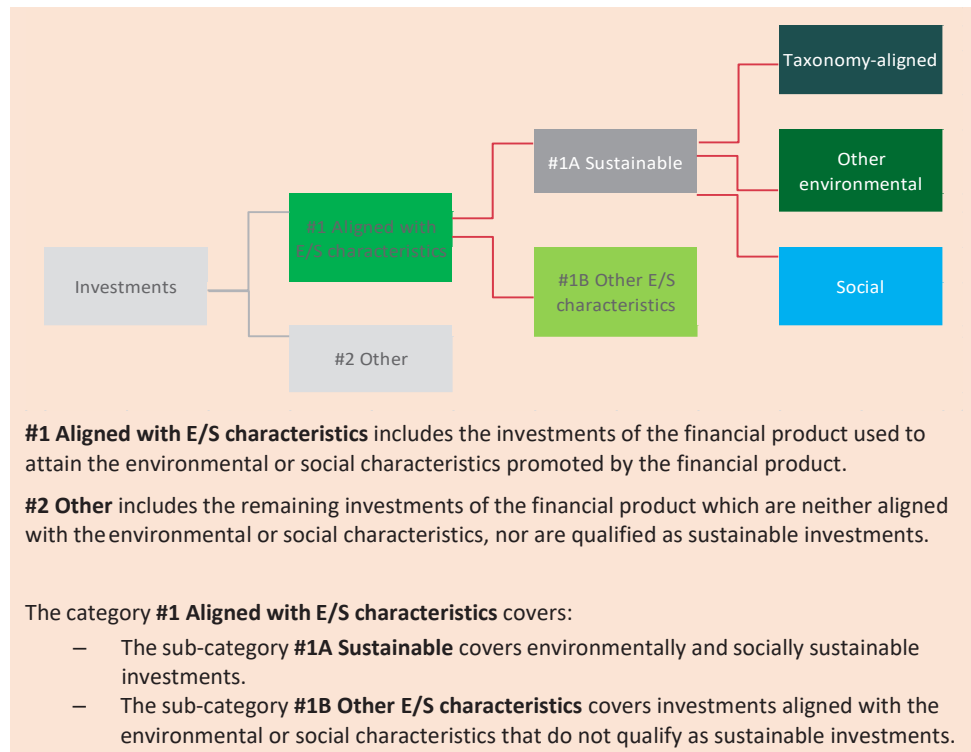 Taxonomy-aligned
#1A Sustainable
Other
environmental
#1 Aligned with
E/S characteristics
Investments
#1B Other E/S
characteristics
Social
#2 Other
#1 Aligned with E/S characteristics includes the investments of the financial product used to
attain the environmental or social characteristics promoted by the financial product.
#2 Other includes the remaining investments of the financial product which are neither aligned
with the environmental or social characteristics, nor are qualified as sustainable investments.
The category #1 Aligned with E/S characteristics covers:
– The sub-category #1A Sustainable covers environmentally and socially sustainable
investments.
– The sub-category #1B Other E/S characteristics covers investments aligned with the
environmental or social characteristics that do not qualify as sustainable investments.